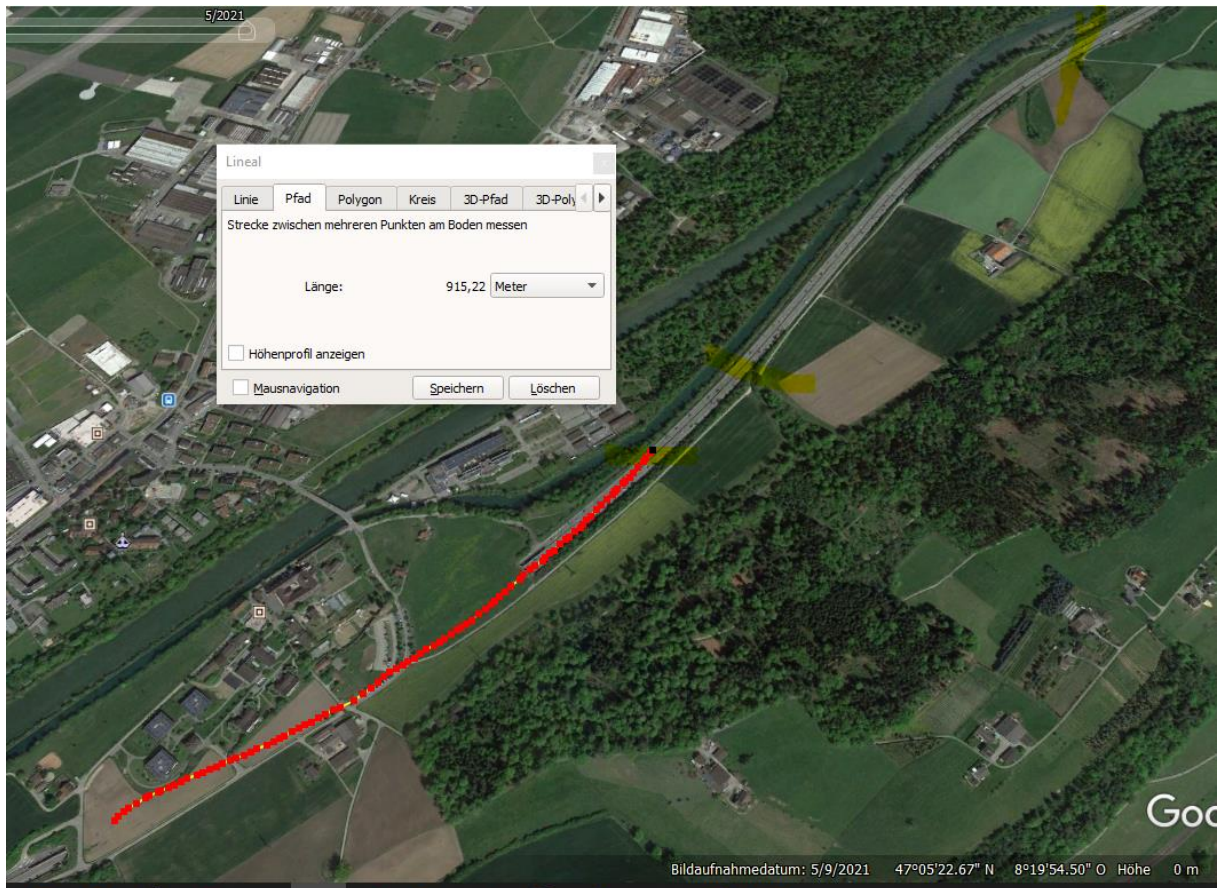 5/2021
Lineal
Linie Pfad Polygon Kreis 3D-Pfad 3D-Poly
Strecke zwischen mehreren Punkten am Boden messen
Länge: 915,22 Meter
Höhenprofil anzeigen
Mausnavigation Speichern Löschen
Goo
Bildaufnahmedatum: 5/9/2021 47°05'22.67" N 8°19'54.50" O Höhe 0 m